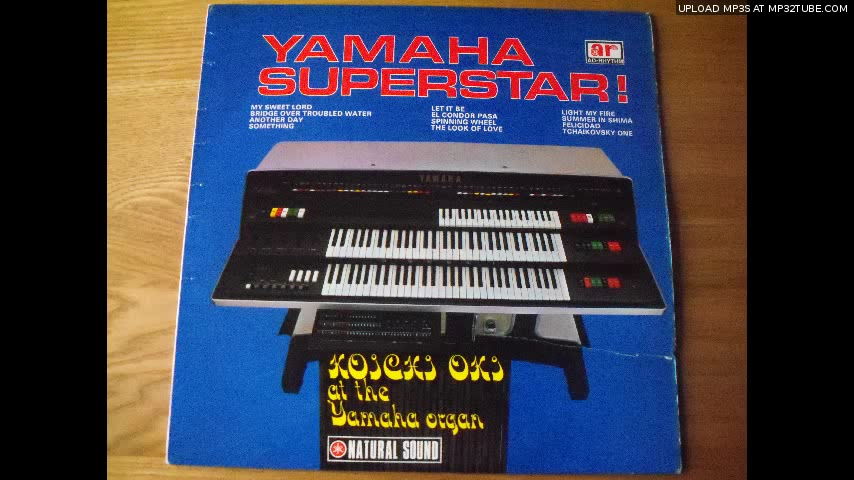 UPLOAD MP3S AT MP32TUBE.COM
YAMAHA
SUPERSTAR!
ar
AD-RHYTHM
MY SWEET LORD
BRIDGE OVER TROUBLED WATER
ANOTHER DAY
SOMETHING
LET IT BE
EL CONDOR PASA
SPINNING WHEEL
THE LOOK OF LOVE
LIGHT MY FIRE
SUMMER IN SHIMA
FELICIDAD
TCHAIKOVSKY ONE
YAMAHA
KOICHI OKI
at the
Yamaha organ
NATURAL SOUND